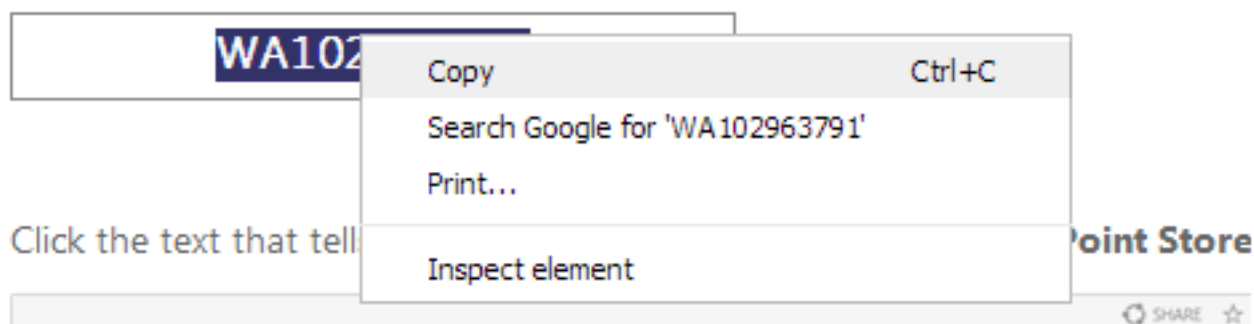 WA102
Copy Ctrl+C
Search Google for 'WA102963791'
Print...
Click the text that tell Point Store
Inspect element
SHARE